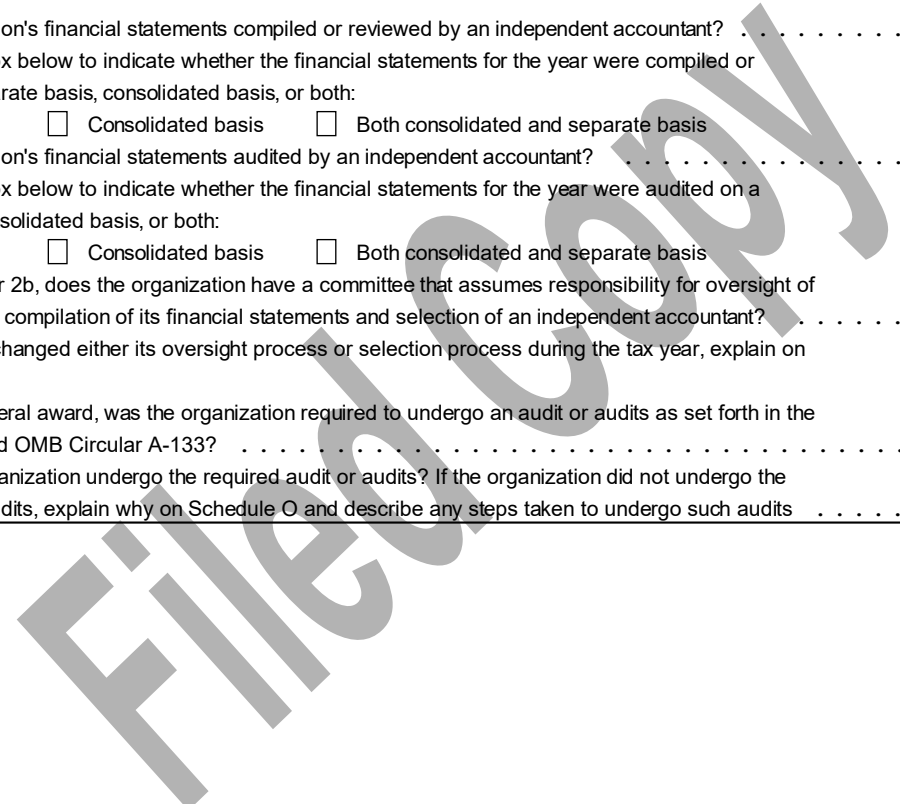 on's financial statements compiled or reviewed by an independent accountant? . . . . . . . . .
x below to indicate whether the financial statements for the year were compiled or
rate basis, consolidated basis, or both:
Consolidated basis Both consolidated and separate basis
on's financial statements audited by an independent accountant? . . . . . . . . . . . . . . .
x below to indicate whether the financial statements for the year were audited on a
solidated basis, or both:
Consolidated basis Both consolidated and separate basis
r 2b, does the organization have a committee that assumes responsibility for oversight of
compilation of its financial statements and selection of an independent accountant? . . . . . .
changed either its oversight process or selection process during the tax year, explain on
eral award, was the organization required to undergo an audit or audits as set forth in the
d OMB Circular A-133? . . . . . . . . . . . . . . . . . . . . . . . . . . . . . . . . . . . . . . . . .
anization undergo the required audit or audits? If the organization did not undergo the
dits, explain why on Schedule O and describe any steps taken to undergo such audits . . . . .
Filed Copy